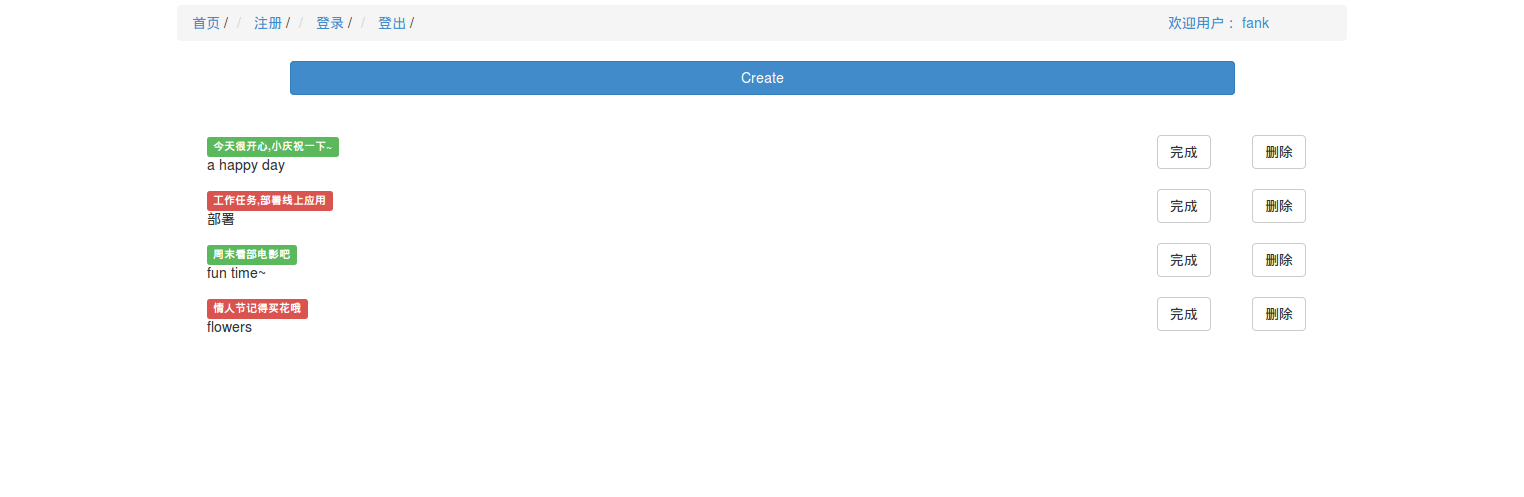 首页 / / 注册 / / 登录 / / 登出 / 欢迎用户： fank
Create
今天很开心,小庆祝一下~
a happy day
完成 删除
工作任务,部署线上应用
部署
完成 删除
周末看部电影吧
fun time~
完成 删除
情人节记得买花哦
flowers
完成 删除